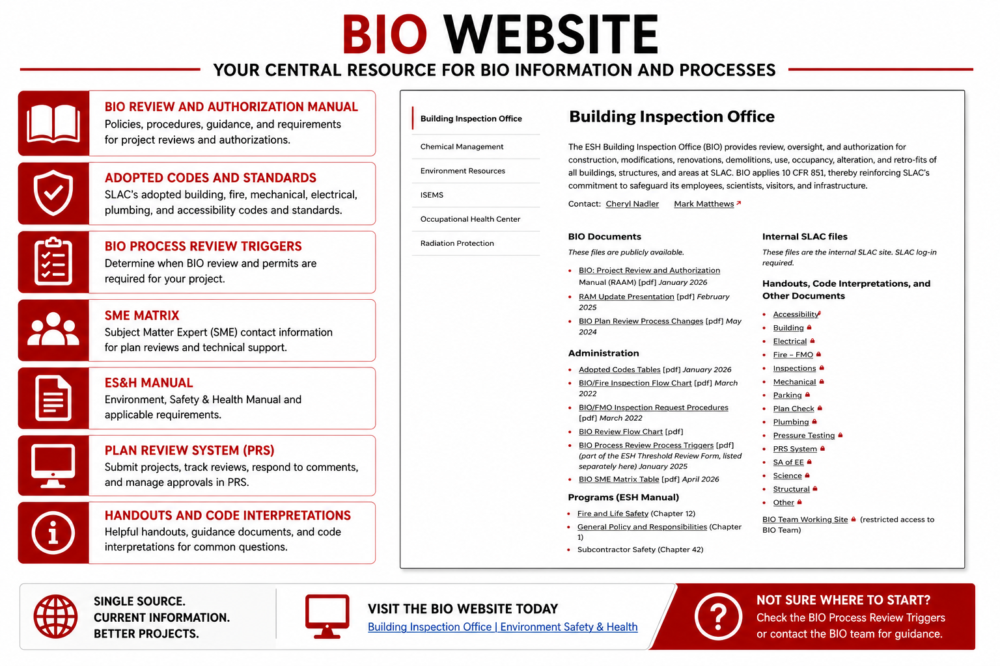 BIO WEBSITE
YOUR CENTRAL RESOURCE FOR BIO INFORMATION AND PROCESSES
BIO REVIEW AND AUTHORIZATION MANUAL
Policies, procedures, guidance, and requirements
for project reviews and authorizations.
ADOPTED CODES AND STANDARDS
SLAC's adopted building, fire, mechanical, electrical,
plumbing, and accessibility codes and standards.
BIO PROCESS REVIEW TRIGGERS
Determine when BIO review and permits are
required for your project.
SME MATRIX
Subject Matter Expert (SME) contact information
for plan reviews and technical support.
ES&H MANUAL
Environment, Safety & Health Manual and
applicable requirements.
PLAN REVIEW SYSTEM (PRS)
Submit projects, track reviews, respond to comments,
and manage approvals in PRS.
HANDOUTS AND CODE INTERPRETATIONS
Helpful handouts, guidance documents, and code
interpretations for common questions.
Building Inspection Office
Chemical Management
Environment Resources
ISEMS
Occupational Health Center
Radiation Protection
Building Inspection Office
The ESH Building Inspection Office (BIO) provides review, oversight, and authorization for
construction, modifications, renovations, demolitions, use, occupancy, alteration, and retro-fits of
all buildings, structures, and areas at SLAC. BIO applies 10 CFR 851, thereby reinforcing SLAC's
commitment to safeguard its employees, scientists, visitors, and infrastructure.
Contact: Cheryl Nadler Mark Matthews
BIO Documents
These files are publicly available.
• BIO: Project Review and Authorization
Manual (RAAM) [pdf] January 2026
• RAM Update Presentation [pdf] February
2025
• BIO Plan Review Process Changes [pdf] May
2024
Administration
• Adopted Codes Tables [pdf] January 2026
• BIO/Fire Inspection Flow Chart [pdf] March
2022
• BIO/FMO Inspection Request Procedures
[pdf] March 2022
• BIO Review Flow Chart [pdf]
• BIO Process Review Process Triggers [pdf]
(part of the ESH Threshold Review Form, listed
separately here) January 2025
• BIO SME Matrix Table [pdf] April 2026
Programs (ESH Manual)
• Fire and Life Safety (Chapter 12)
• General Policy and Responsibilities (Chapter
1)
• Subcontractor Safety (Chapter 42)
Internal SLAC files
These files are the internal SLAC site. SLAC log-in
required.
Handouts, Code Interpretations, and
Other Documents
• Accessibility
• Building
• Electrical
• Fire – FMO
• Inspections
• Mechanical
• Parking
• Plan Check
• Plumbing
• Pressure Testing
• PRS System
• SA of EE
• Science
• Structural
• Other
BIO Team Working Site (restricted access to
BIO Team)
SINGLE SOURCE.
CURRENT INFORMATION.
BETTER PROJECTS.
VISIT THE BIO WEBSITE TODAY
Building Inspection Office | Environment Safety & Health
NOT SURE WHERE TO START?
Check the BIO Process Review Triggers
or contact the BIO team for guidance.